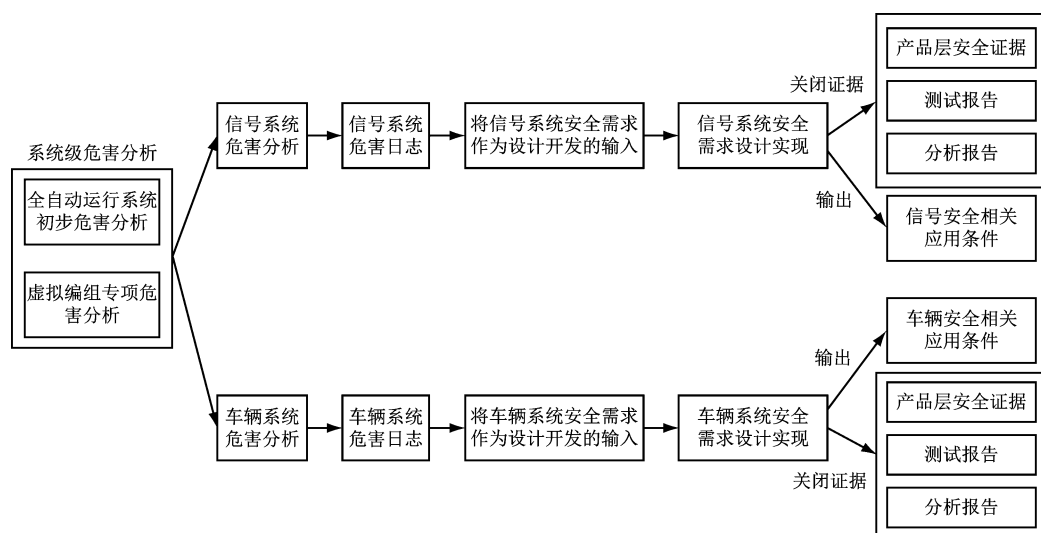 系统级危害分析
全自动运行系统
初步危害分析
虚拟编组专项危
害分析
信号系统
危害分析
信号系统
危害日志
将信号系统安全需求
作为设计开发的输入
信号系统安全
需求设计实现
关闭证据
产品层安全证据
测试报告
分析报告
输出
信号安全相关
应用条件
车辆系统
危害分析
车辆系统
危害日志
将车辆系统安全需求
作为设计开发的输入
车辆系统安全
需求设计实现
输出
车辆安全相关
应用条件
关闭证据
产品层安全证据
测试报告
分析报告